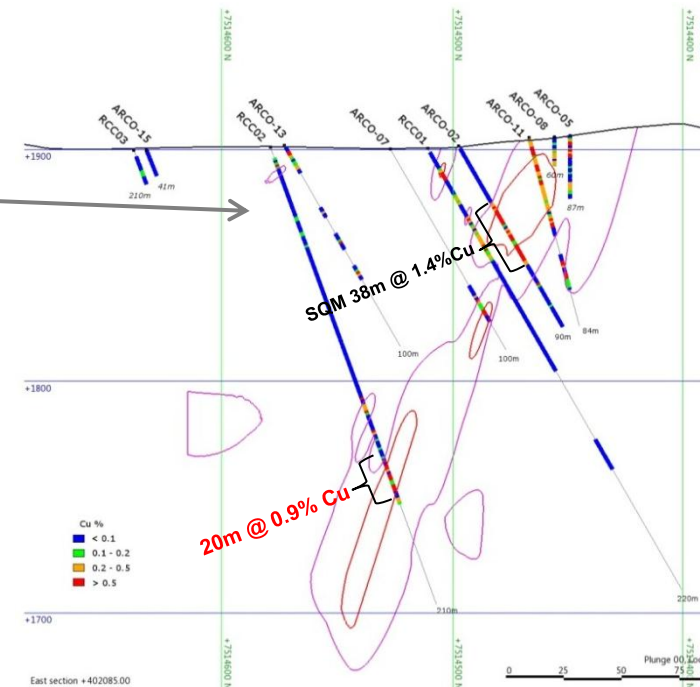 +7514600 N
+7514500 N
+7514400 N
ARCO-15
RCC03
ARCO-13
RCC02
ARCO-07
RCC01
ARCO-02
ARCO-11
ARCO-08
ARCO-05
+1900
41m
210m
60m
87m
SQM 38m @ 1.4%Cu
100m
100m
90m
84m
+1800
20m @ 0.9% Cu
Cu %
< 0.1
0.1 - 0.2
0.2 - 0.5
> 0.5
210m
220m
+1700
+7514600 N
+7514500 N
+7514400 N
Plunge 00,
0 25 50 75
East section +402085.00